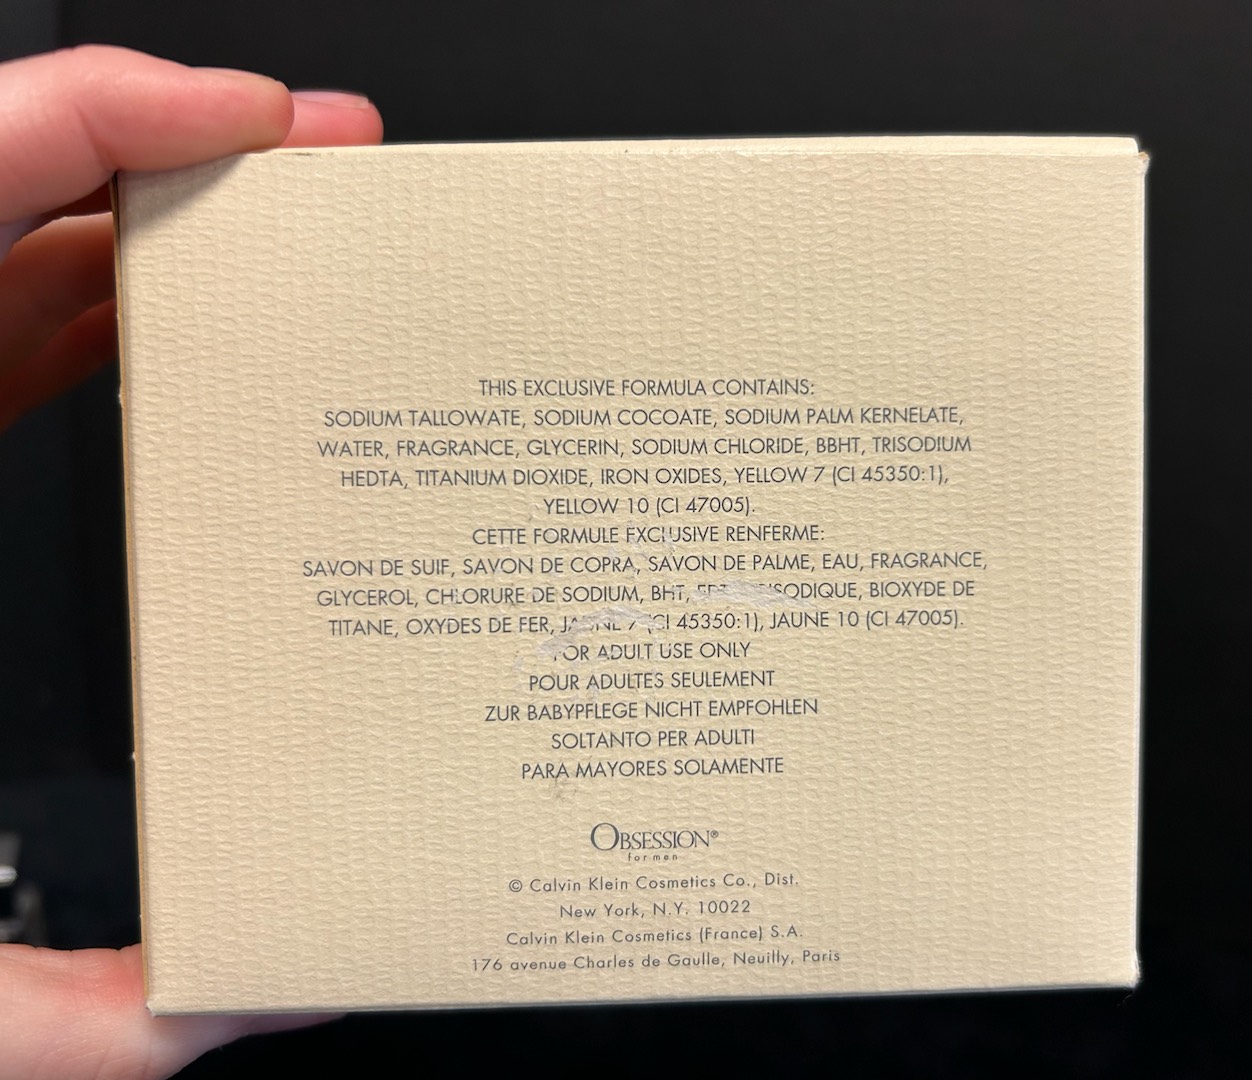 THIS EXCLUSIVE FORMULA CONTAINS:
SODIUM TALLOWATE, SODIUM COCOATE, SODIUM PALM KERNELATE,
WATER, FRAGRANCE, GLYCERIN, SODIUM CHLORIDE, BBHT, TRISODIUM
HEDTA, TITANIUM DIOXIDE, IRON OXIDES, YELLOW 7 (CI 45350:1),
YELLOW 10 (CI 47005).
CETTE FORMULE EXCLUSIVE RENFERME:
SAVON DE SUIF, SAVON DE COPRA, SAVON DE PALME, EAU, FRAGRANCE,
GLYCEROL, CHLORURE DE SODIUM, BHT, BIOXYDE DE
TITANE, OXYDES DE FER, JAUNE 7 (CI 45350:1), JAUNE 10 (CI 47005).
FOR ADULT USE ONLY
POUR ADULTES SEULEMENT
ZUR BABYPFLEGE NICHT EMPFOHLEN
SOLTANTO PER ADULTI
PARA MAYORES SOLAMENTE
OBSESSION®
for men
© Calvin Klein Cosmetics Co., Dist.
New York, N.Y. 10022
Calvin Klein Cosmetics (France) S.A.
176 avenue Charles de Gaulle, Neuilly, Paris